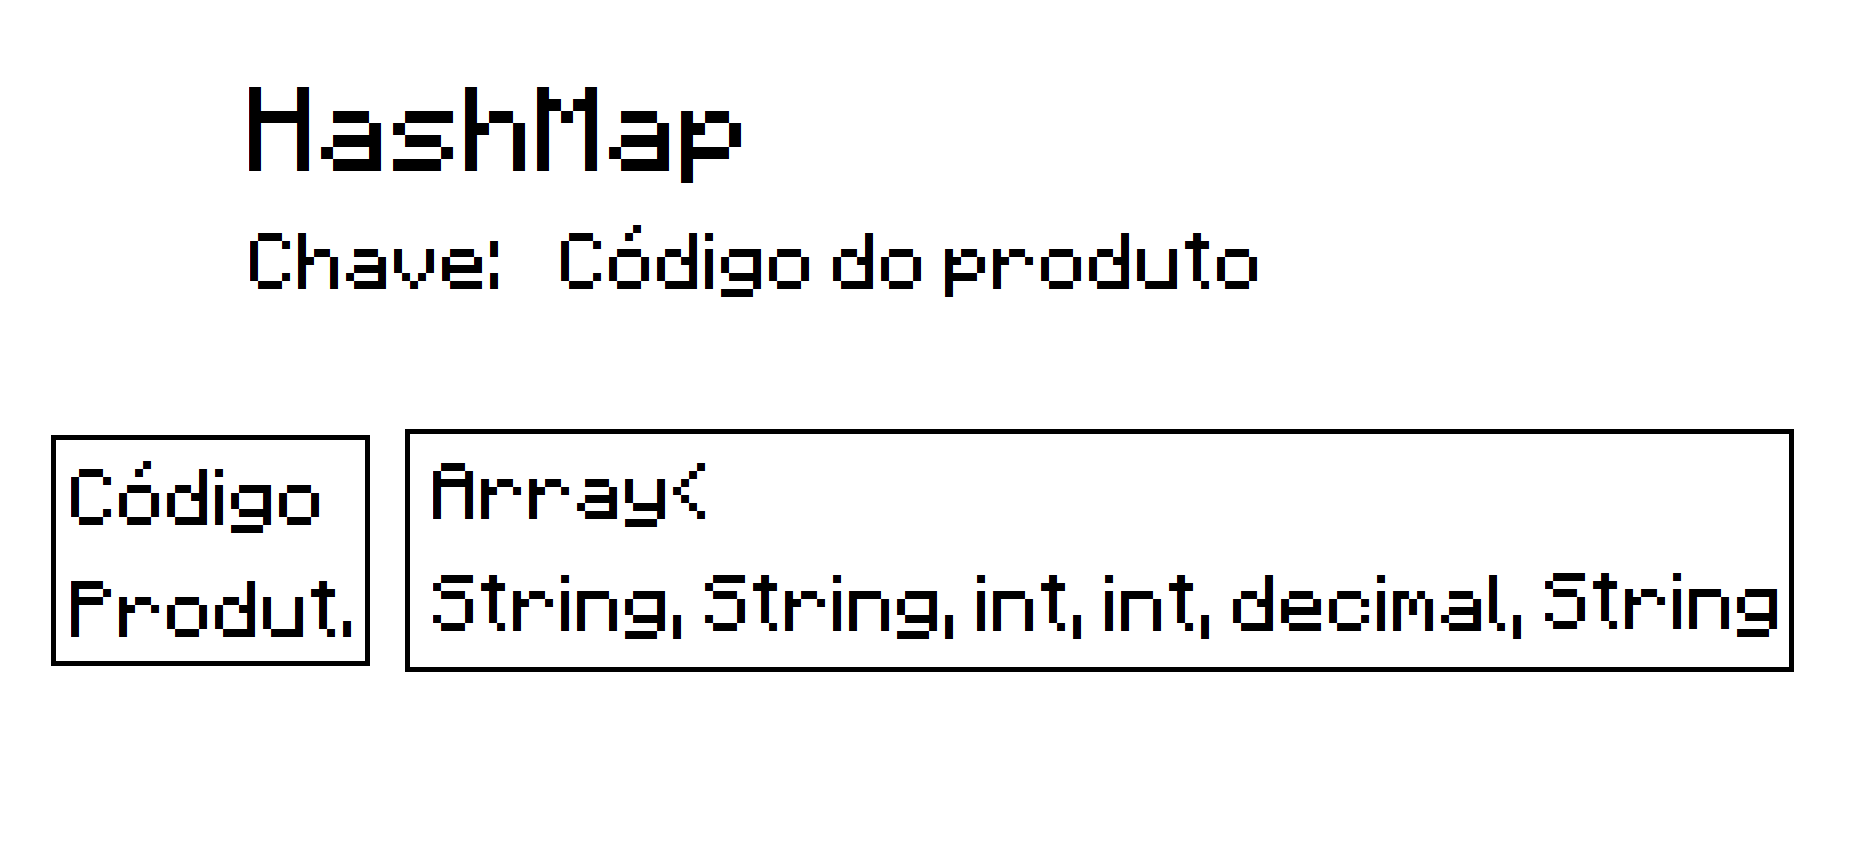 HashMap
Chave: Código do produto
Código
Produt.
Array<
String, String, int, int, decimal, String